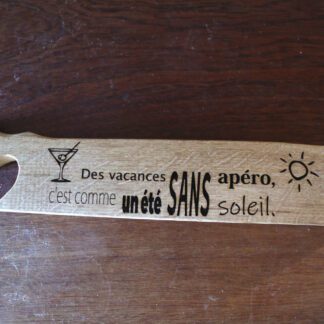 Des vacances SANS apéro,
c'est comme un été SANS soleil.